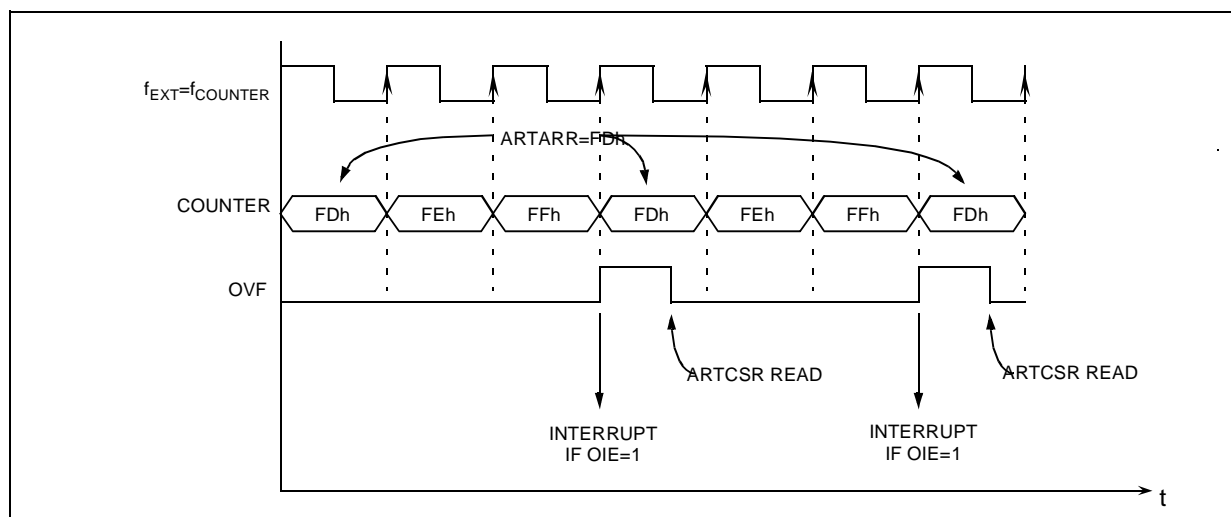 fEXT=fCOUNTER
ARTARR=FDh
COUNTER FDh FEh FFh FDh FEh FFh FDh
OVF
ARTCSR READ ARTCSR READ
INTERRUPT INTERRUPT
IF OIE=1 IF OIE=1
t